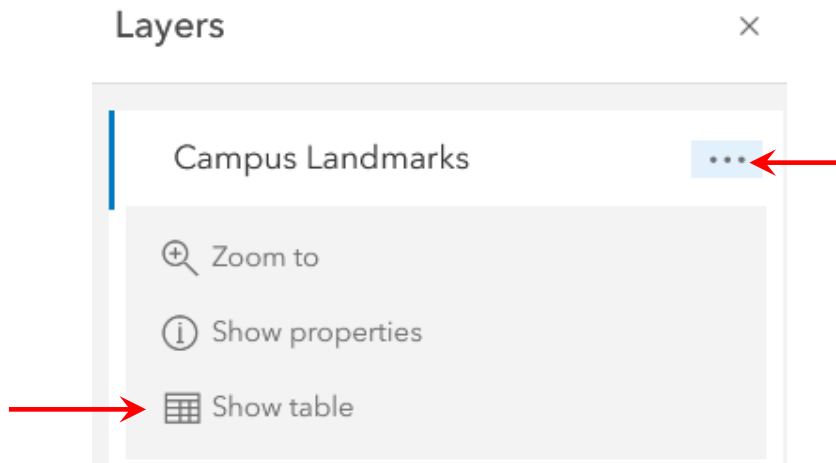 Layers
Campus Landmarks
Zoom to
Show properties
Show table